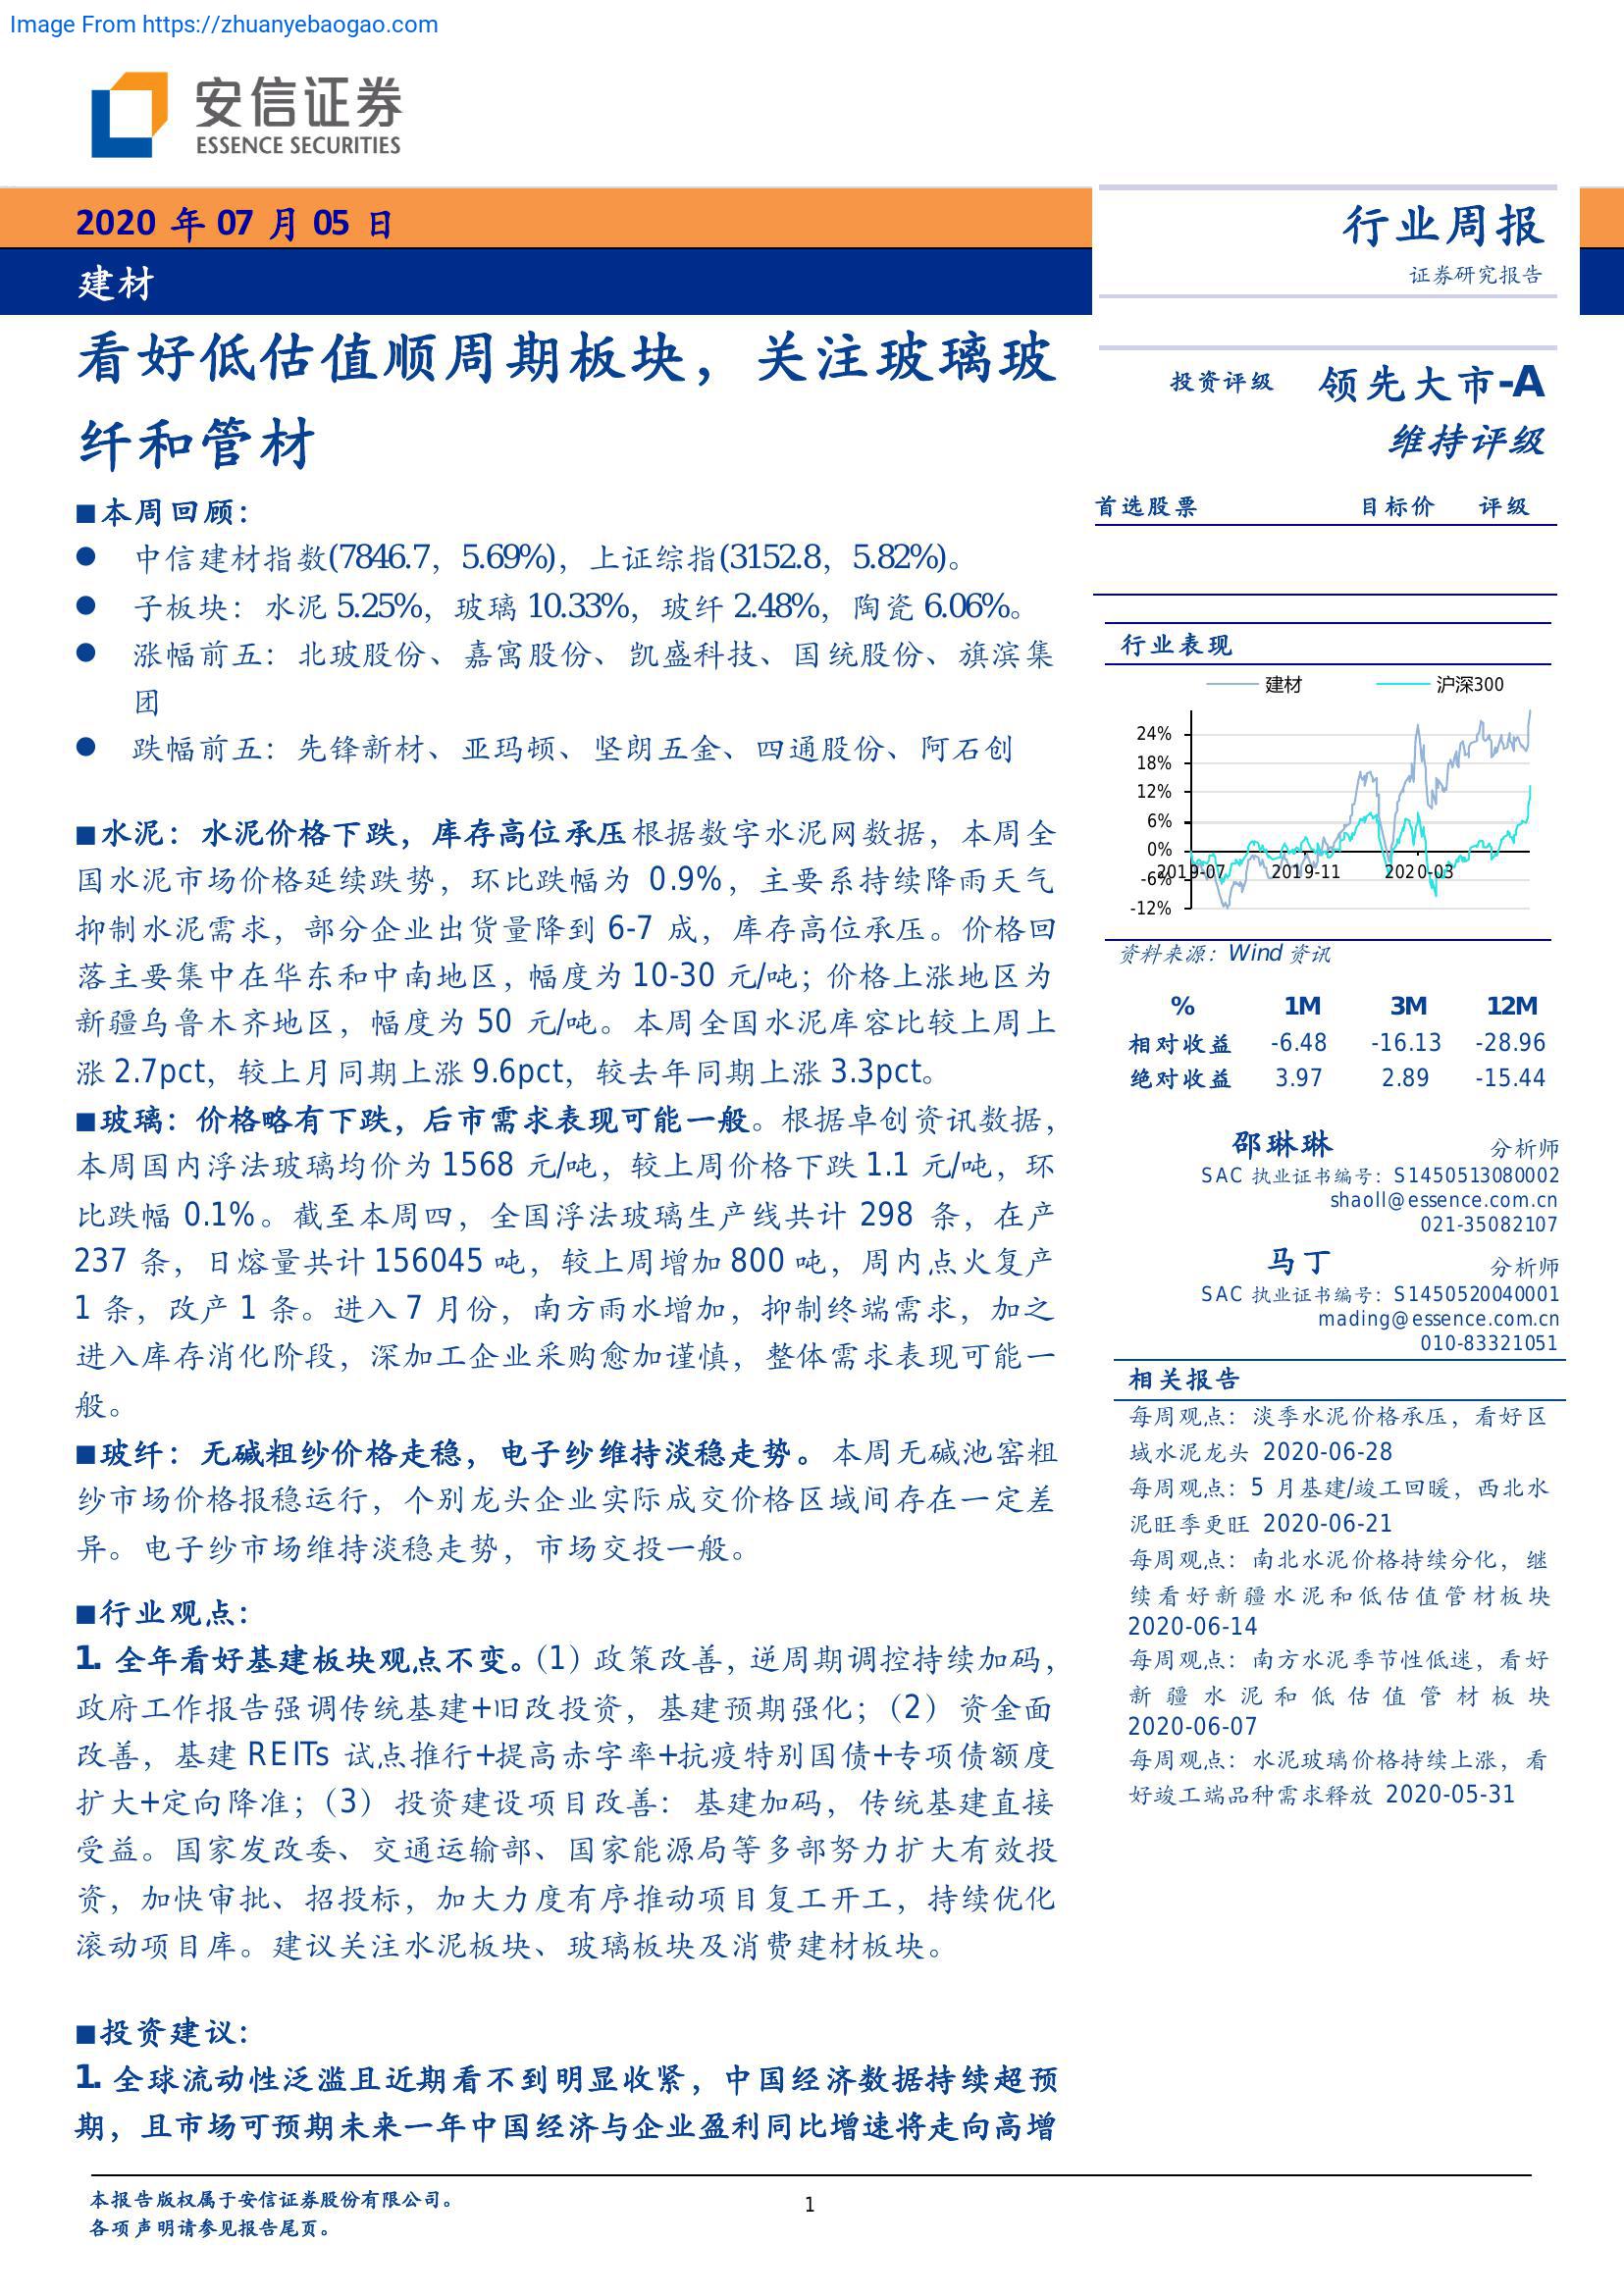 Image From https://zhuanyebaogao.com
安信证券
ESSENCE SECURITIES
2020 年 07 月 05 日
建材
行业周报
证券研究报告
看好低估值顺周期板块，关注玻璃玻
纤和管材
■本周回顾：
● 中信建材指数(7846.7，5.69%)，上证综指(3152.8，5.82%)。
● 子板块：水泥 5.25%，玻璃 10.33%，玻纤 2.48%，陶瓷 6.06%。
● 涨幅前五：北玻股份、嘉寓股份、凯盛科技、国统股份、旗滨集
团
● 跌幅前五：先锋新材、亚玛顿、坚朗五金、四通股份、阿石创
■水泥：水泥价格下跌，库存高位承压根据数字水泥网数据，本周全
国水泥市场价格延续跌势，环比跌幅为 0.9%，主要系持续降雨天气
抑制水泥需求，部分企业出货量降到 6-7 成，库存高位承压。价格回
落主要集中在华东和中南地区，幅度为 10-30 元/吨；价格上涨地区为
新疆乌鲁木齐地区，幅度为 50 元/吨。本周全国水泥库容比较上周上
涨 2.7pct，较上月同期上涨 9.6pct，较去年同期上涨 3.3pct。
■玻璃：价格略有下跌，后市需求表现可能一般。根据卓创资讯数据，
本周国内浮法玻璃均价为 1568 元/吨，较上周价格下跌 1.1 元/吨，环
比跌幅 0.1%。截至本周四，全国浮法玻璃生产线共计 298 条，在产
237 条，日熔量共计 156045 吨，较上周增加 800 吨，周内点火复产
1 条，改产 1 条。进入 7 月份，南方雨水增加，抑制终端需求，加之
进入库存消化阶段，深加工企业采购愈加谨慎，整体需求表现可能一
般。
■玻纤：无碱粗纱价格走稳，电子纱维持淡稳走势。本周无碱池窑粗
纱市场价格报稳运行，个别龙头企业实际成交价格区域间存在一定差
异。电子纱市场维持淡稳走势，市场交投一般。
■行业观点：
1. 全年看好基建板块观点不变。（1）政策改善，逆周期调控持续加码，
政府工作报告强调传统基建+旧改投资，基建预期强化；（2）资金面
改善，基建 REITs 试点推行+提高赤字率+抗疫特别国债+专项债额度
扩大+定向降准；（3）投资建设项目改善：基建加码，传统基建直接
受益。国家发改委、交通运输部、国家能源局等多部努力扩大有效投
资，加快审批、招投标，加大力度有序推动项目复工开工，持续优化
滚动项目库。建议关注水泥板块、玻璃板块及消费建材板块。
■投资建议：
1. 全球流动性泛滥且近期看不到明显收紧，中国经济数据持续超预
期，且市场可预期未来一年中国经济与企业盈利同比增速将走向高增
投资评级 领先大市-A
维持评级
首选股票 目标价 评级
行业表现
建材 沪深300
24%
18%
12%
6%
0%
-6%
-12%
2019-07 2019-11 2020-03
资料来源：Wind 资讯
% 1M 3M 12M
相对收益 -6.48 -16.13 -28.96
绝对收益 3.97 2.89 -15.44
邵琳琳 分析师
SAC 执业证书编号：S1450513080002
shaoll@essence.com.cn
021-35082107
马丁 分析师
SAC 执业证书编号：S1450520040001
mading@essence.com.cn
010-83321051
相关报告
每周观点：淡季水泥价格承压，看好区
域水泥龙头 2020-06-28
每周观点：5 月基建/竣工回暖，西北水
泥旺季更旺 2020-06-21
每周观点：南北水泥价格持续分化，继
续看好新疆水泥和低估值管材板块
2020-06-14
每周观点：南方水泥季节性低迷，看好
新疆水泥和低估值管材板块
2020-06-07
每周观点：水泥玻璃价格持续上涨，看
好竣工端品种需求释放 2020-05-31
本报告版权属于安信证券股份有限公司。
各项声明请参见报告尾页。
1